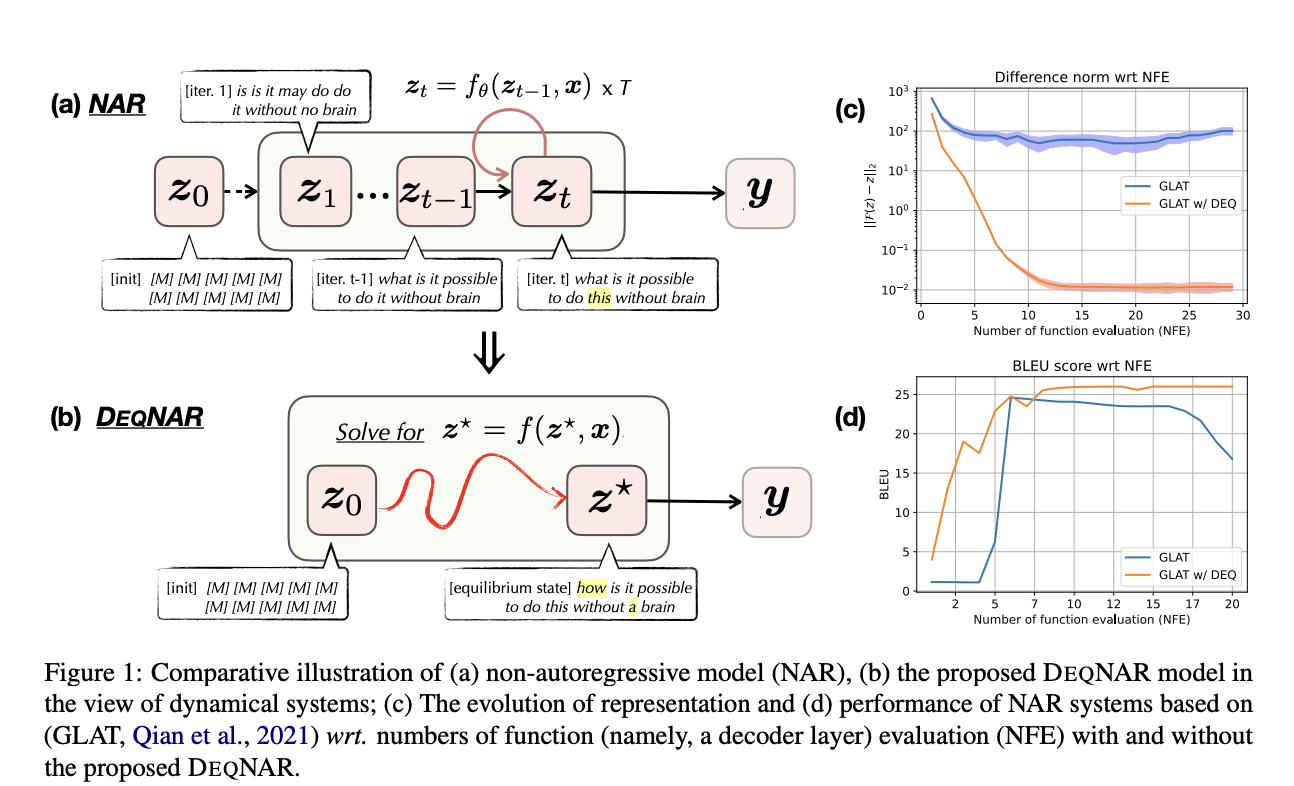 (a) NAR
[iter. 1] is is it may do do
it without no brain
z_t = f_θ(z_{t-1}, x) x T
z_0
z_1 ... z_{t-1}
z_t
y
[init] [M] [M] [M] [M] [M]
[M] [M] [M] [M] [M]
[iter. t-1] what is it possible
to do it without brain
[iter. t] what is it possible
to do this without brain
⇓
(b) DEQNAR
Solve for z⋆ = f(z⋆, x).
z_0
z⋆
y
[init] [M] [M] [M] [M] [M]
[M] [M] [M] [M] [M]
[equilibrium state] how is it possible
to do this without a brain
(c)
Difference norm wrt NFE
||F(z) − z||_2
10^3
10^2
10^1
10^0
10^−1
10^−2
GLAT
GLAT w/ DEQ
0 5 10 15 20 25 30
Number of function evaluation (NFE)
(d)
BLEU score wrt NFE
BLEU
25
20
15
10
5
0
GLAT
GLAT w/ DEQ
2 5 7 10 12 15 17 20
Number of function evaluation (NFE)
Figure 1: Comparative illustration of (a) non-autoregressive model (NAR), (b) the proposed DEQNAR model in
the view of dynamical systems; (c) The evolution of representation and (d) performance of NAR systems based on
(GLAT, Qian et al., 2021) wrt. numbers of function (namely, a decoder layer) evaluation (NFE) with and without
the proposed DEQNAR.